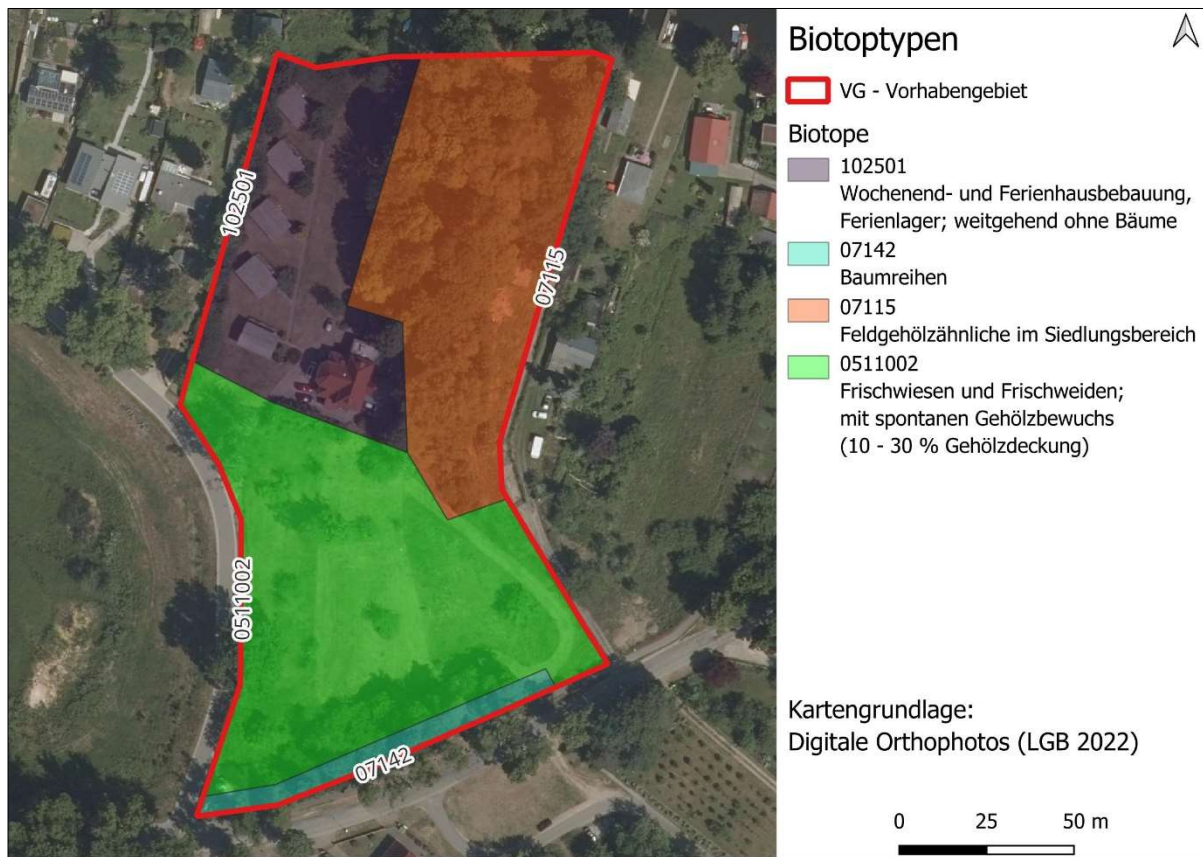 Biotoptypen
VG - Vorhabengebiet
Biotope
102501
Wochenend- und Ferienhausbebauung,
Ferienlager; weitgehend ohne Bäume
07142
Baumreihen
07115
Feldgehölzähnliche im Siedlungsbereich
0511002
Frischwiesen und Frischweiden;
mit spontanen Gehölzbewuchs
(10 - 30 % Gehölzdeckung)
Kartengrundlage:
Digitale Orthophotos (LGB 2022)
0 25 50 m
102501
07115
0511002
07142